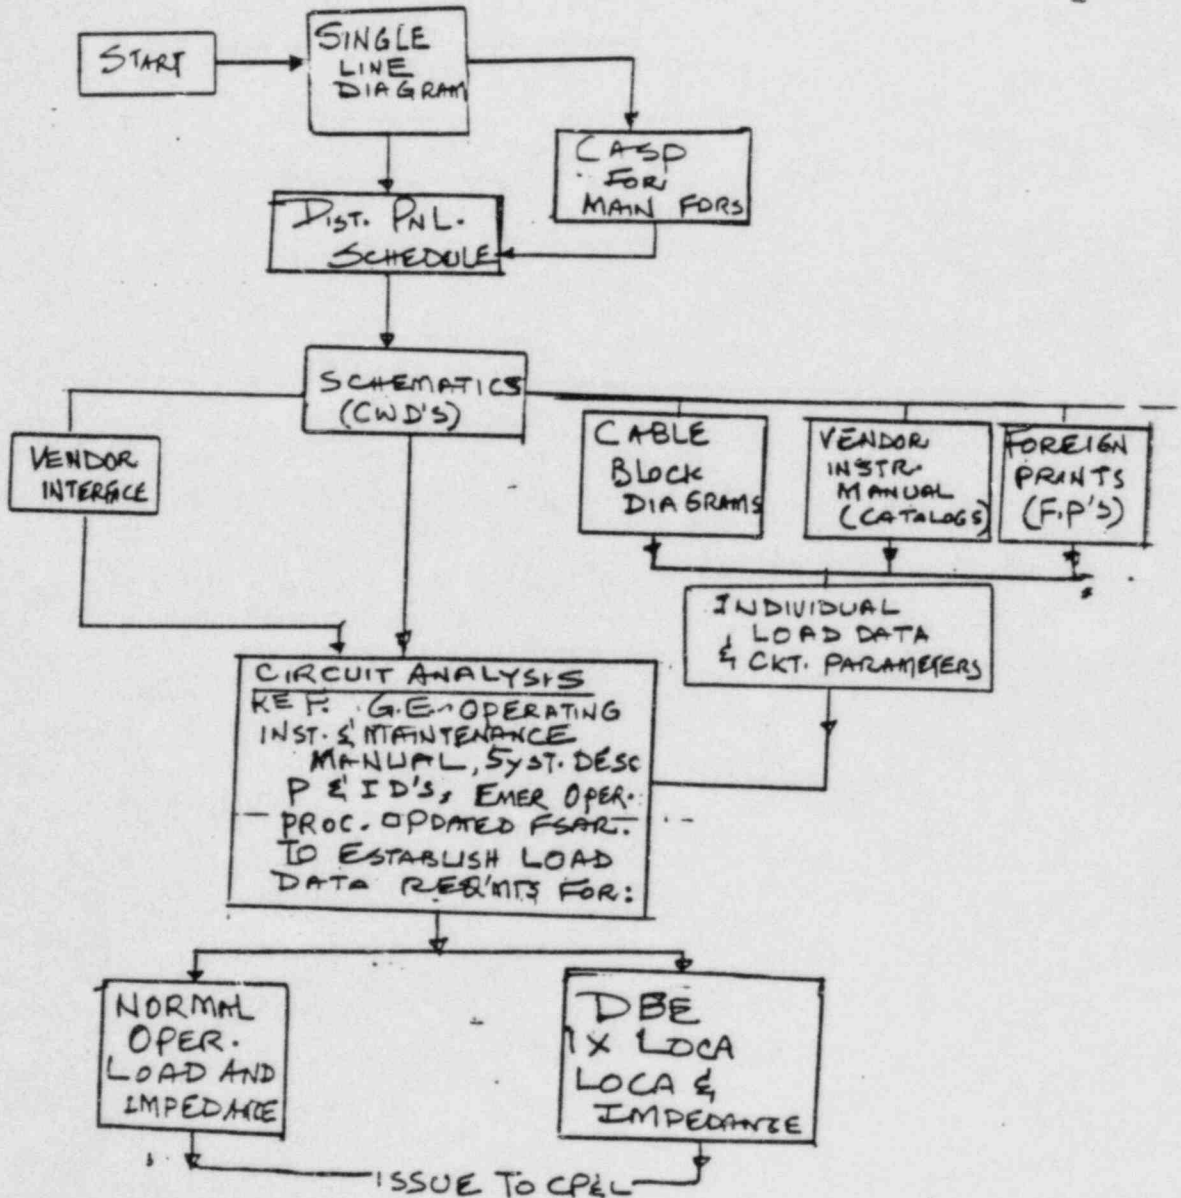 START
SINGLE
LINE
DIAGRAM
CASP
FOR
MAIN FDRS
DIST. PNL.
SCHEDULE
SCHEMATICS
(CWD'S)
VENDOR
INTERFACE
CABLE
BLOCK
DIAGRAMS
VENDOR
INSTR.
MANUAL
(CATALOGS)
FOREIGN
PRINTS
(F.P'S)
INDIVIDUAL
LOAD DATA
& CKT. PARAMETERS
CIRCUIT ANALYSIS
REF. G.E. OPERATING
INST. & MAINTENANCE
MANUAL, SYST. DESC
P & ID'S, EMER OPER.
PROC. UPDATED FSAR.
TO ESTABLISH LOAD
DATA REQ'MTS FOR:
NORMAL
OPER.
LOAD AND
IMPEDANCE
DBE
1X LOCA
LOCA &
IMPEDANCE
ISSUE TO CP&L